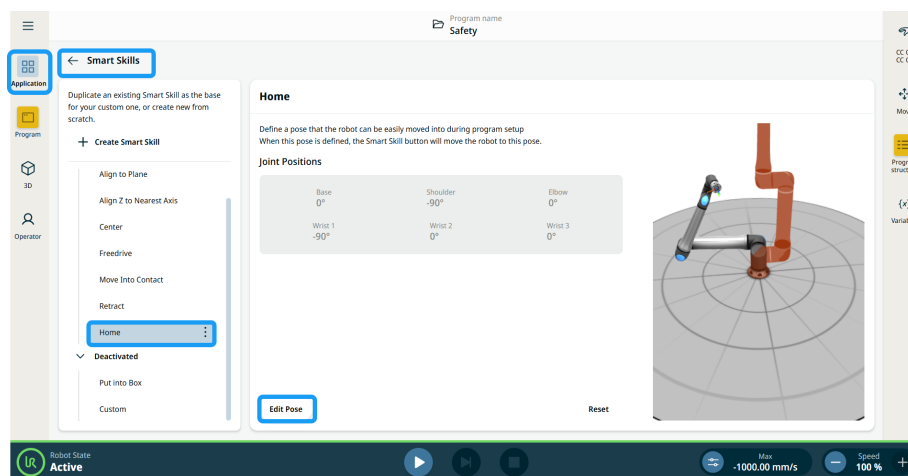 Program name
Safety
Application
Program
3D
Operator
Smart Skills
Duplicate an existing Smart Skill as the base
for your custom one, or create new from
scratch.
Create Smart Skill
Align to Plane
Align Z to Nearest Axis
Center
Freedrive
Move Into Contact
Retract
Home
Deactivated
Put into Box
Custom
Home
Define a pose that the robot can be easily moved into during program setup
When this pose is defined, the Smart Skill button will move the robot to this pose.
Joint Positions
Base
0°
Shoulder
-90°
Elbow
0°
Wrist 1
-90°
Wrist 2
0°
Wrist 3
0°
Edit Pose
Reset
Robot State
Active
Max
-1000.00 mm/s
Speed
100 %